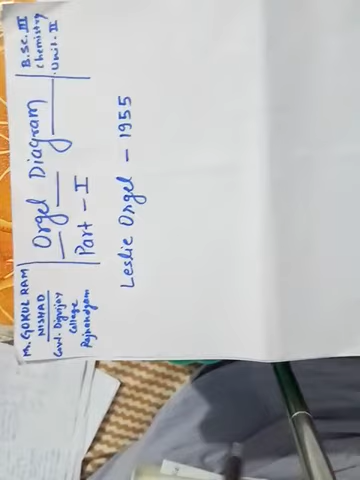 M. GOKUL RAM
NISHAD
Govt. Digvijay
College
Rajnandgaon
Orgel Diagram
Part - I
B.Sc. III
Chemistry
Unit - II
Leslie Orgel - 1955